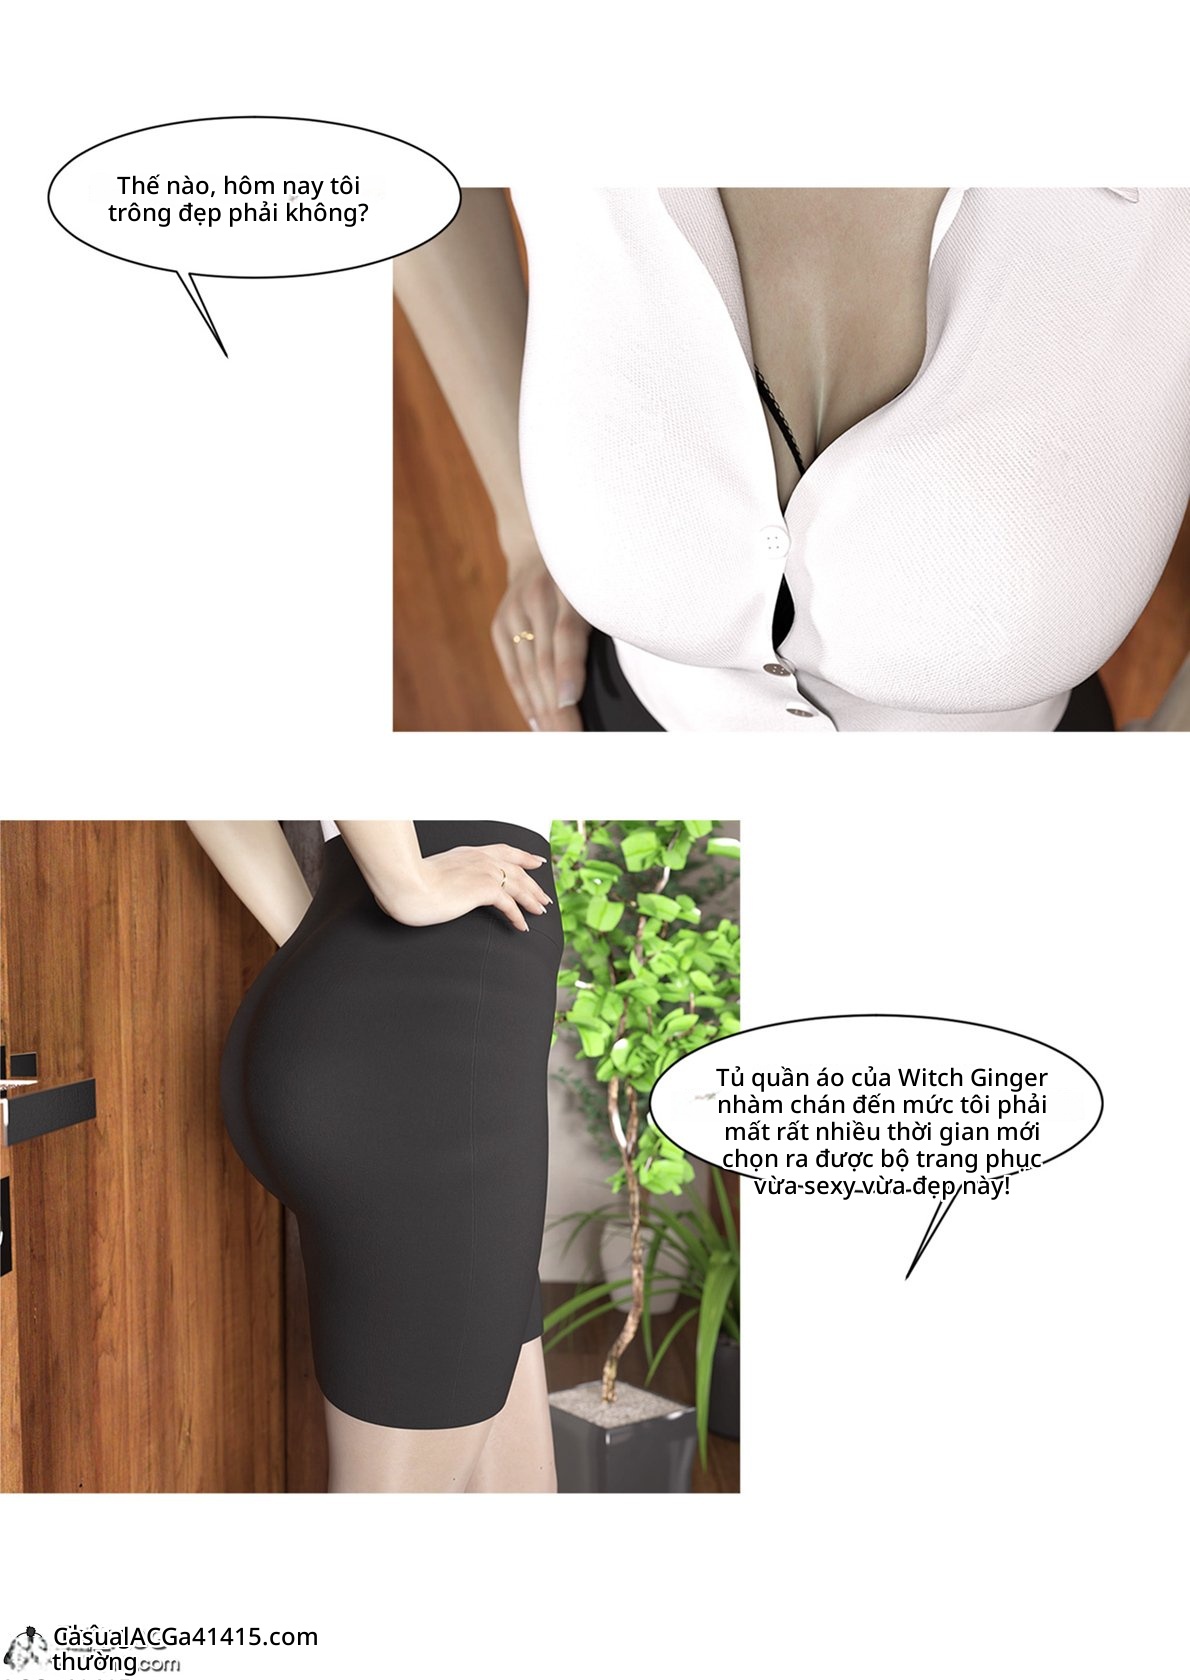 Thế nào, hôm nay tôi
trông đẹp phải không?
Tủ quần áo của Witch Ginger
nhàm chán đến mức tôi phải
mất rất nhiều thời gian mới
chọn ra được bộ trang phục
vừa sexy vừa đẹp này!
CasualACGa41415.com
thường
.com